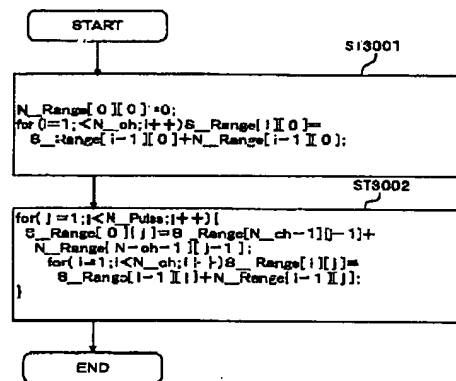 START
ST3001
N_Range[0][0]=0;
for(i=1;i<N_ch;i++)S_Range[i][0]=
S_Range[i-1][0]+N_Range[i-1][0];
ST3002
for(j=1;j<N_Pulse;j++){
S_Range[0][j]=S_Range[N_ch-1][j-1]+
N_Range[N-ch-1][j-1];
for(i=1;i<N_ch;i++)S_Range[i][j]=
S_Range[i-1][j]+N_Range[i-1][j];
}
END